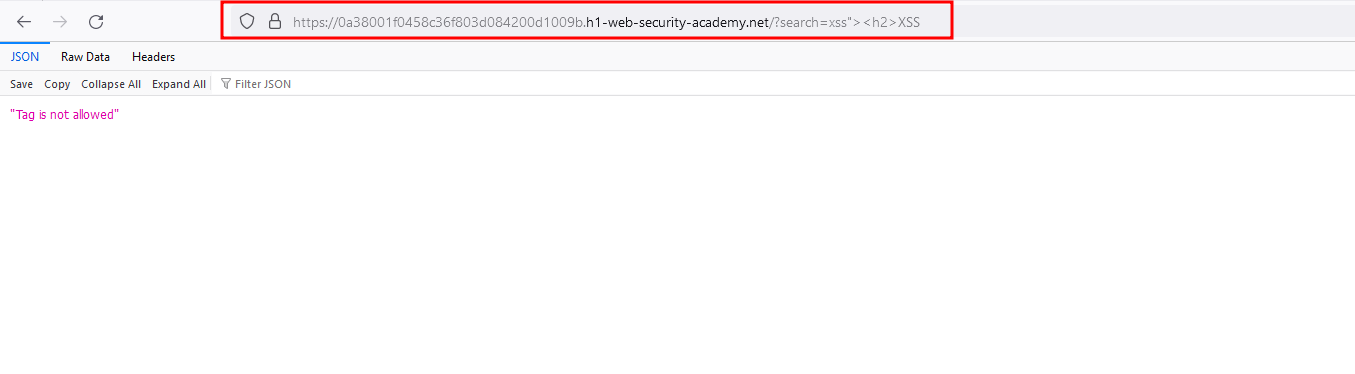 https://0a38001f0458c36f803d084200d1009b.h1-web-security-academy.net/?search=xss"><h2>XSS
JSON Raw Data Headers
Save Copy Collapse All Expand All Filter JSON
"Tag is not allowed"